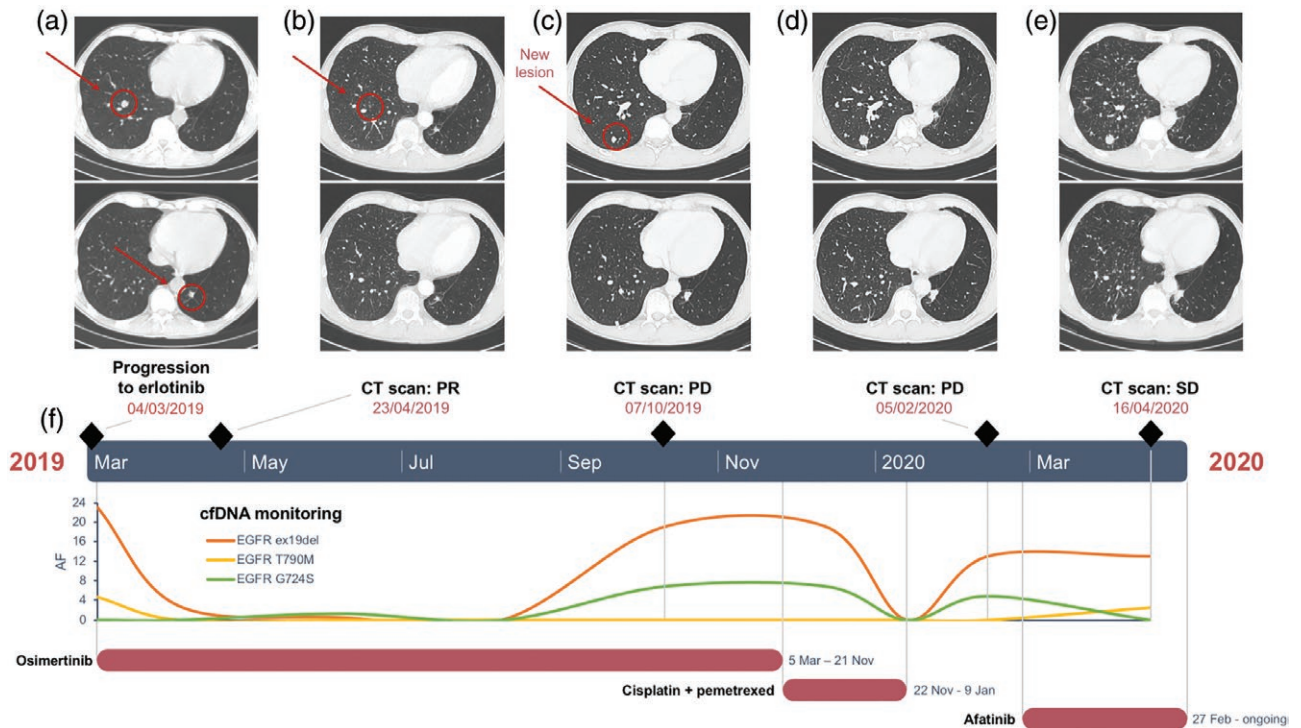 (a)
(b)
(c)
(d)
(e)
New
lesion
Progression
to erlotinib
04/03/2019
CT scan: PR
23/04/2019
CT scan: PD
07/10/2019
CT scan: PD
05/02/2020
CT scan: SD
16/04/2020
(f)
2019
Mar
May
Jul
Sep
Nov
2020
Mar
2020
24
20
16
12
8
4
0
AF
cfDNA monitoring
EGFR ex19del
EGFR T790M
EGFR G724S
Osimertinib
5 Mar – 21 Nov
Cisplatin + pemetrexed
22 Nov - 9 Jan
Afatinib
27 Feb - ongoing